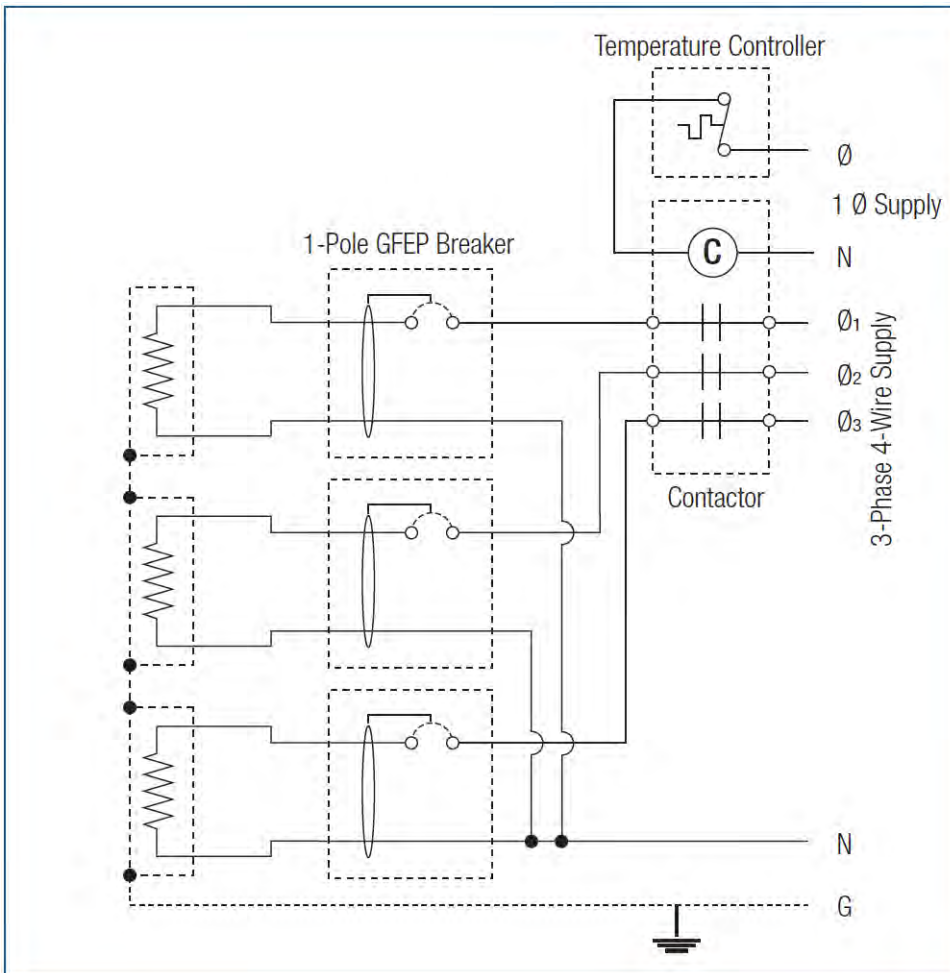 Temperature Controller
Ø
1 Ø Supply
1-Pole GFEP Breaker
C
N
Ø1
Ø2
Ø3
3-Phase 4-Wire Supply
Contactor
N
G